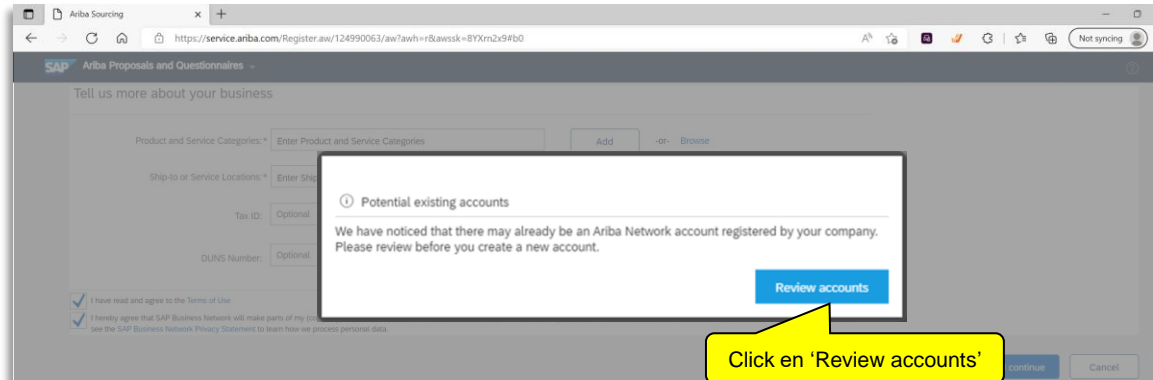 Ariba Sourcing
https://service.ariba.com/Register.aw/124990063/aw?awh=r&awssk=8YXrn2x9#b0
Not syncing
SAP Ariba Proposals and Questionnaires
Tell us more about your business
Product and Service Categories:* Enter Product and Service Categories Add -or- Browse
Ship-to or Service Locations:* Enter Ship
Tax ID: Optional
DUNS Number: Optional
Potential existing accounts
We have noticed that there may already be an Ariba Network account registered by your company.
Please review before you create a new account.
Review accounts
I have read and agree to the Terms of Use
I hereby agree that SAP Business Network will make parts of my
see the SAP Business Network Privacy Statement to learn how we process personal data.
Click en ‘Review accounts’
continue Cancel